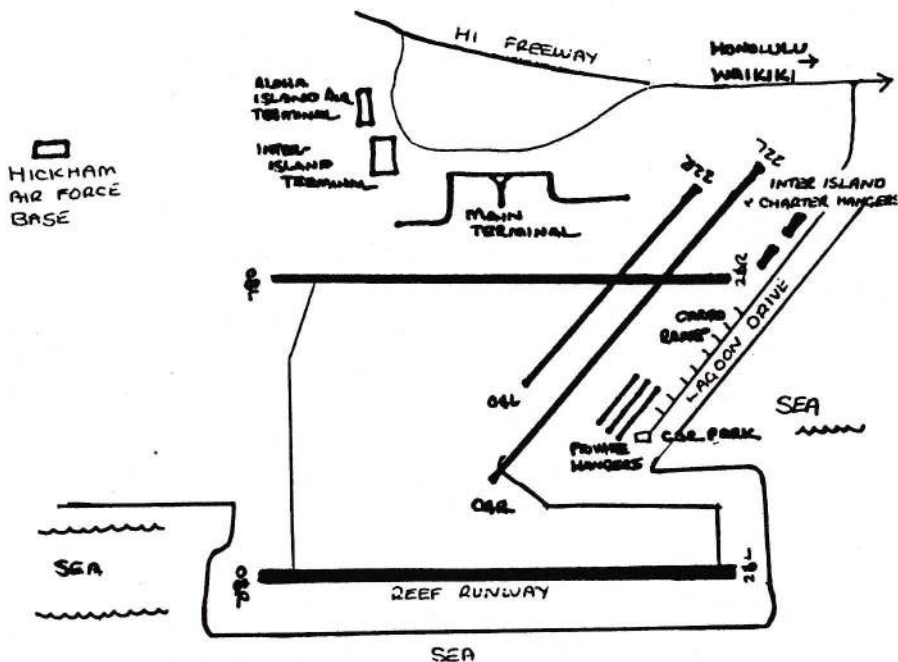 H1 FREEWAY
HONOLULU
WAIKIKI
ALOHA
ISLAND AIR
TERMINAL
INTER-
ISLAND
TERMINAL
HICKHAM
AIR FORCE
BASE
MAIN
TERMINAL
22R
22L
INTER ISLAND
& CHARTER HANGERS
08L
26R
CARGO
RAMP
LAGOON DRIVE
04L
SEA
CAR PARK
PRIVATE
HANGERS
04R
SEA
08R
26L
REEF RUNWAY
SEA